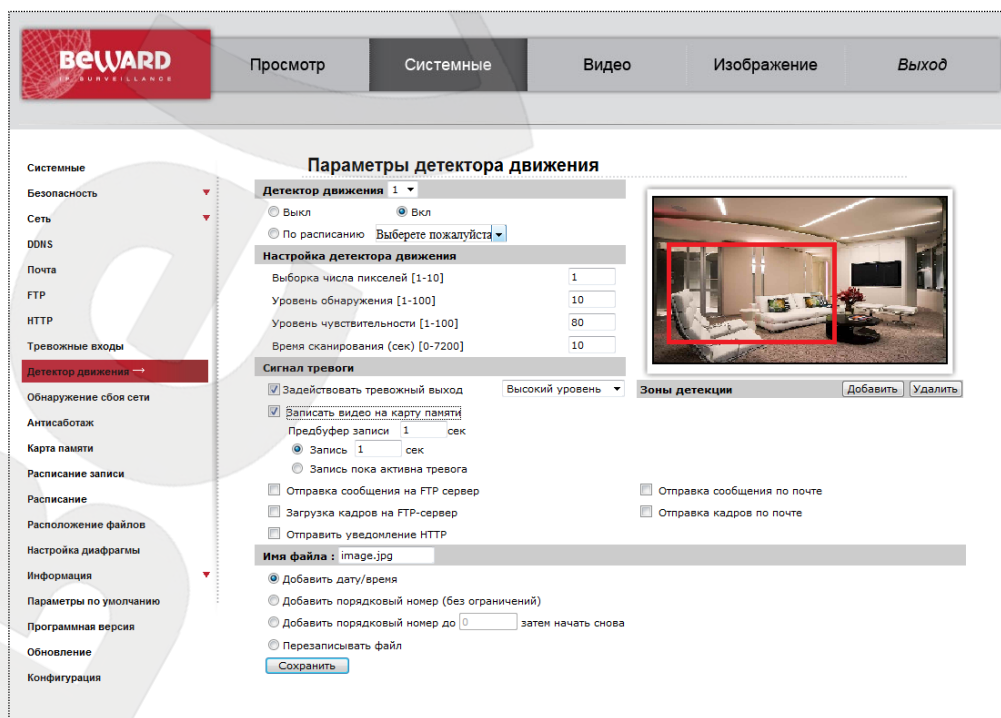 BEWARD
IP SURVEILLANCE
Просмотр
Системные
Видео
Изображение
Выход
Системные
Безопасность
Сеть
DDNS
Почта
FTP
HTTP
Тревожные входы
Детектор движения →
Обнаружение сбоя сети
Антисаботаж
Карта памяти
Расписание записи
Расписание
Расположение файлов
Настройка диафрагмы
Информация
Параметры по умолчанию
Программная версия
Обновление
Конфигурация
Параметры детектора движения
Детектор движения 1
Выкл Вкл
По расписанию Выберете пожалуйста
Настройка детектора движения
Выборка числа пикселей [1-10] 1
Уровень обнаружения [1-100] 10
Уровень чувствительности [1-100] 80
Время сканирования (сек) [0-7200] 10
Сигнал тревоги
Задействовать тревожный выход Высокий уровень
Зоны детекции Добавить Удалить
Записать видео на карту памяти
Предбуфер записи 1 сек
Запись 1 сек
Запись пока активна тревога
Отправка сообщения на FTP сервер Отправка сообщения по почте
Загрузка кадров на FTP-сервер Отправка кадров по почте
Отправить уведомление HTTP
Имя файла : image.jpg
Добавить дату/время
Добавить порядковый номер (без ограничений)
Добавить порядковый номер до 0 затем начать снова
Перезаписывать файл
Сохранить